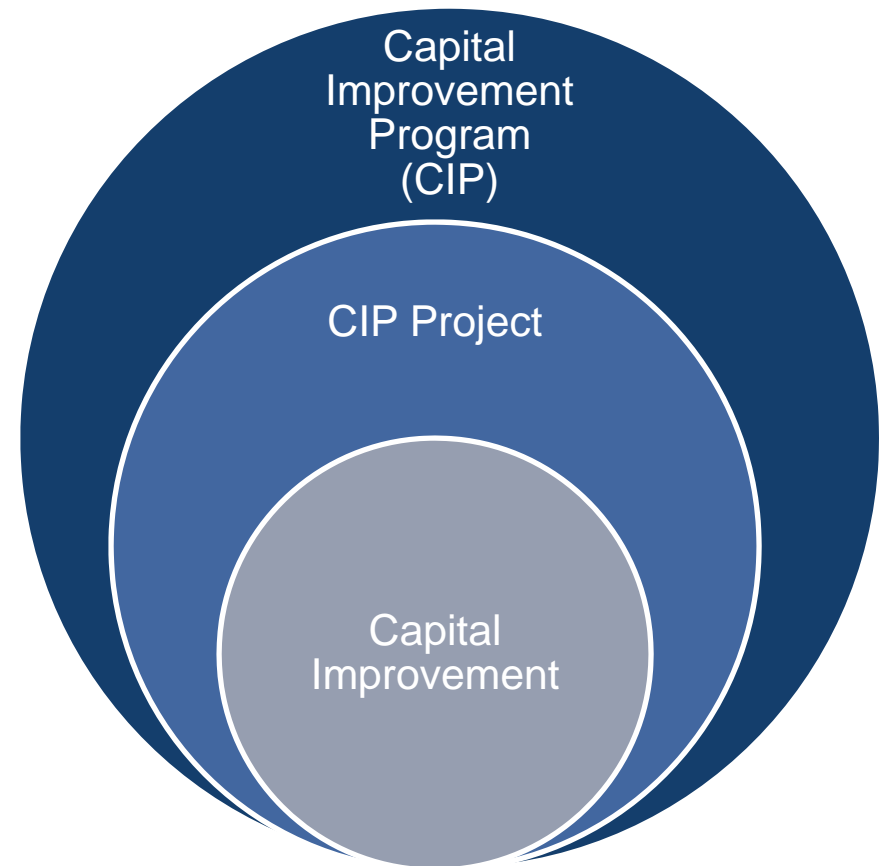 Capital
Improvement
Program
(CIP)
CIP Project
Capital
Improvement